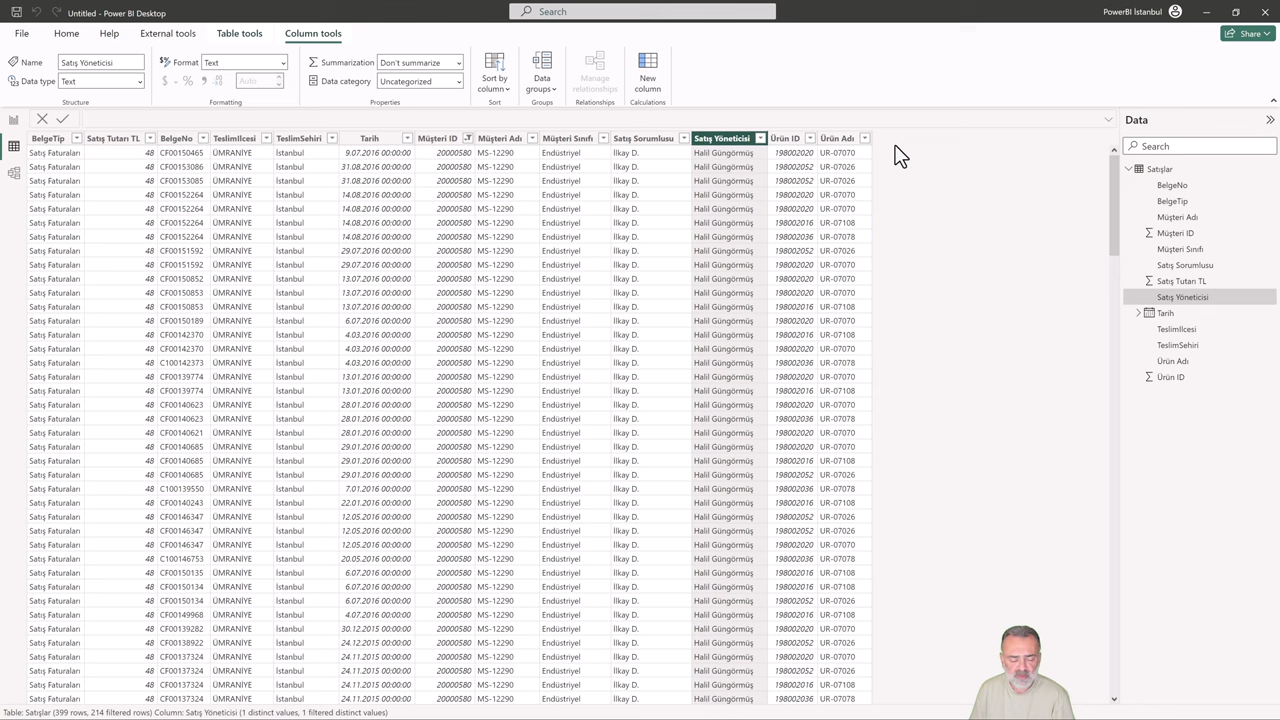 Untitled - Power BI Desktop
Search
PowerBI İstanbul
File Home Help External tools Table tools Column tools
Share
Name Satış Yöneticisi
Format Text
Summarization Don't summarize
Data type Text
$ % Auto
Data category Uncategorized
Sort by column
Data groups
Manage relationships
New column
Structure Formatting Properties Sort Groups Relationships Calculations
BelgeTip Satış Tutarı TL BelgeNo TeslimIlcesi TeslimSehiri Tarih Müşteri ID Müşteri Adı Müşteri Sınıfı Satış Sorumlusu Satış Yöneticisi Ürün ID Ürün Adı
Satış Faturaları 48 CF00150465 ÜMRANİYE İstanbul 9.07.2016 00:00:00 20000580 MS-12290 Endüstriyel İlkay D. Halil Güngörmüş 198002020 UR-07070
Satış Faturaları 48 CF00153086 ÜMRANİYE İstanbul 31.08.2016 00:00:00 20000580 MS-12290 Endüstriyel İlkay D. Halil Güngörmüş 198002052 UR-07026
Satış Faturaları 48 CF00153085 ÜMRANİYE İstanbul 31.08.2016 00:00:00 20000580 MS-12290 Endüstriyel İlkay D. Halil Güngörmüş 198002052 UR-07026
Satış Faturaları 48 CF00152264 ÜMRANİYE İstanbul 14.08.2016 00:00:00 20000580 MS-12290 Endüstriyel İlkay D. Halil Güngörmüş 198002020 UR-07070
Satış Faturaları 48 CF00152264 ÜMRANİYE İstanbul 14.08.2016 00:00:00 20000580 MS-12290 Endüstriyel İlkay D. Halil Güngörmüş 198002052 UR-07026
Satış Faturaları 48 CF00152264 ÜMRANİYE İstanbul 14.08.2016 00:00:00 20000580 MS-12290 Endüstriyel İlkay D. Halil Güngörmüş 198002016 UR-07108
Satış Faturaları 48 CF00152264 ÜMRANİYE İstanbul 14.08.2016 00:00:00 20000580 MS-12290 Endüstriyel İlkay D. Halil Güngörmüş 198002036 UR-07078
Satış Faturaları 48 CF00151592 ÜMRANİYE İstanbul 29.07.2016 00:00:00 20000580 MS-12290 Endüstriyel İlkay D. Halil Güngörmüş 198002052 UR-07026
Satış Faturaları 48 CF00151592 ÜMRANİYE İstanbul 29.07.2016 00:00:00 20000580 MS-12290 Endüstriyel İlkay D. Halil Güngörmüş 198002020 UR-07070
Satış Faturaları 48 CF00150852 ÜMRANİYE İstanbul 13.07.2016 00:00:00 20000580 MS-12290 Endüstriyel İlkay D. Halil Güngörmüş 198002036 UR-07078
Satış Faturaları 48 CF00150853 ÜMRANİYE İstanbul 13.07.2016 00:00:00 20000580 MS-12290 Endüstriyel İlkay D. Halil Güngörmüş 198002020 UR-07070
Satış Faturaları 48 CF00150853 ÜMRANİYE İstanbul 13.07.2016 00:00:00 20000580 MS-12290 Endüstriyel İlkay D. Halil Güngörmüş 198002016 UR-07108
Satış Faturaları 48 CF00150189 ÜMRANİYE İstanbul 6.07.2016 00:00:00 20000580 MS-12290 Endüstriyel İlkay D. Halil Güngörmüş 198002020 UR-07070
Satış Faturaları 48 CF00142370 ÜMRANİYE İstanbul 4.03.2016 00:00:00 20000580 MS-12290 Endüstriyel İlkay D. Halil Güngörmüş 198002016 UR-07108
Satış Faturaları 48 CF00142370 ÜMRANİYE İstanbul 4.03.2016 00:00:00 20000580 MS-12290 Endüstriyel İlkay D. Halil Güngörmüş 198002020 UR-07070
Satış Faturaları 48 C100142373 ÜMRANİYE İstanbul 4.03.2016 00:00:00 20000580 MS-12290 Endüstriyel İlkay D. Halil Güngörmüş 198002036 UR-07078
Satış Faturaları 48 CF00139774 ÜMRANİYE İstanbul 13.01.2016 00:00:00 20000580 MS-12290 Endüstriyel İlkay D. Halil Güngörmüş 198002020 UR-07070
Satış Faturaları 48 CF00139774 ÜMRANİYE İstanbul 13.01.2016 00:00:00 20000580 MS-12290 Endüstriyel İlkay D. Halil Güngörmüş 198002016 UR-07108
Satış Faturaları 48 CF00140623 ÜMRANİYE İstanbul 28.01.2016 00:00:00 20000580 MS-12290 Endüstriyel İlkay D. Halil Güngörmüş 198002020 UR-07070
Satış Faturaları 48 CF00140623 ÜMRANİYE İstanbul 28.01.2016 00:00:00 20000580 MS-12290 Endüstriyel İlkay D. Halil Güngörmüş 198002036 UR-07078
Satış Faturaları 48 CF00140621 ÜMRANİYE İstanbul 28.01.2016 00:00:00 20000580 MS-12290 Endüstriyel İlkay D. Halil Güngörmüş 198002052 UR-07026
Satış Faturaları 48 CF00140685 ÜMRANİYE İstanbul 29.01.2016 00:00:00 20000580 MS-12290 Endüstriyel İlkay D. Halil Güngörmüş 198002020 UR-07070
Satış Faturaları 48 CF00140685 ÜMRANİYE İstanbul 29.01.2016 00:00:00 20000580 MS-12290 Endüstriyel İlkay D. Halil Güngörmüş 198002016 UR-07108
Satış Faturaları 48 CF00140685 ÜMRANİYE İstanbul 29.01.2016 00:00:00 20000580 MS-12290 Endüstriyel İlkay D. Halil Güngörmüş 198002052 UR-07026
Satış Faturaları 48 C100139550 ÜMRANİYE İstanbul 7.01.2016 00:00:00 20000580 MS-12290 Endüstriyel İlkay D. Halil Güngörmüş 198002036 UR-07078
Satış Faturaları 48 CF00140243 ÜMRANİYE İstanbul 22.01.2016 00:00:00 20000580 MS-12290 Endüstriyel İlkay D. Halil Güngörmüş 198002016 UR-07108
Satış Faturaları 48 CF00146347 ÜMRANİYE İstanbul 12.05.2016 00:00:00 20000580 MS-12290 Endüstriyel İlkay D. Halil Güngörmüş 198002052 UR-07026
Satış Faturaları 48 CF00146347 ÜMRANİYE İstanbul 12.05.2016 00:00:00 20000580 MS-12290 Endüstriyel İlkay D. Halil Güngörmüş 198002016 UR-07108
Satış Faturaları 48 CF00146347 ÜMRANİYE İstanbul 12.05.2016 00:00:00 20000580 MS-12290 Endüstriyel İlkay D. Halil Güngörmüş 198002020 UR-07070
Satış Faturaları 48 C100146753 ÜMRANİYE İstanbul 20.05.2016 00:00:00 20000580 MS-12290 Endüstriyel İlkay D. Halil Güngörmüş 198002036 UR-07078
Satış Faturaları 48 CF00150135 ÜMRANİYE İstanbul 6.07.2016 00:00:00 20000580 MS-12290 Endüstriyel İlkay D. Halil Güngörmüş 198002016 UR-07108
Satış Faturaları 48 CF00150134 ÜMRANİYE İstanbul 6.07.2016 00:00:00 20000580 MS-12290 Endüstriyel İlkay D. Halil Güngörmüş 198002016 UR-07108
Satış Faturaları 48 CF00150134 ÜMRANİYE İstanbul 6.07.2016 00:00:00 20000580 MS-12290 Endüstriyel İlkay D. Halil Güngörmüş 198002052 UR-07026
Satış Faturaları 48 CF00149968 ÜMRANİYE İstanbul 4.07.2016 00:00:00 20000580 MS-12290 Endüstriyel İlkay D. Halil Güngörmüş 198002016 UR-07108
Satış Faturaları 48 CF00139282 ÜMRANİYE İstanbul 30.12.2015 00:00:00 20000580 MS-12290 Endüstriyel İlkay D. Halil Güngörmüş 198002020 UR-07070
Satış Faturaları 48 CF00138922 ÜMRANİYE İstanbul 24.12.2015 00:00:00 20000580 MS-12290 Endüstriyel İlkay D. Halil Güngörmüş 198002052 UR-07026
Satış Faturaları 48 CF00137324 ÜMRANİYE İstanbul 24.11.2015 00:00:00 20000580 MS-12290 Endüstriyel İlkay D. Halil Güngörmüş 198002020 UR-07070
Satış Faturaları 48 CF00137324 ÜMRANİYE İstanbul 24.11.2015 00:00:00 20000580 MS-12290 Endüstriyel İlkay D. Halil Güngörmüş 198002052 UR-07026
Satış Faturaları 48 CF00137324 ÜMRANİYE İstanbul 24.11.2015 00:00:00 20000580 MS-12290 Endüstriyel İlkay D. Halil Güngörmüş 198002016 UR-07108
Satış Faturaları 48 CF00137324 ÜMRANİYE İstanbul 24.11.2015 00:00:00 20000580 MS-12290 Endüstriyel İlkay D. Halil Güngörmüş 198002036 UR-07078
Table: Satışlar (399 rows, 214 filtered rows) Column: Satış Yöneticisi (1 distinct values, 1 filtered distinct values)
Data
Search
Satışlar
BelgeNo
BelgeTip
Müşteri Adı
Müşteri ID
Müşteri Sınıfı
Satış Sorumlusu
Satış Tutarı TL
Satış Yöneticisi
Tarih
TeslimIlcesi
TeslimSehiri
Ürün Adı
Ürün ID